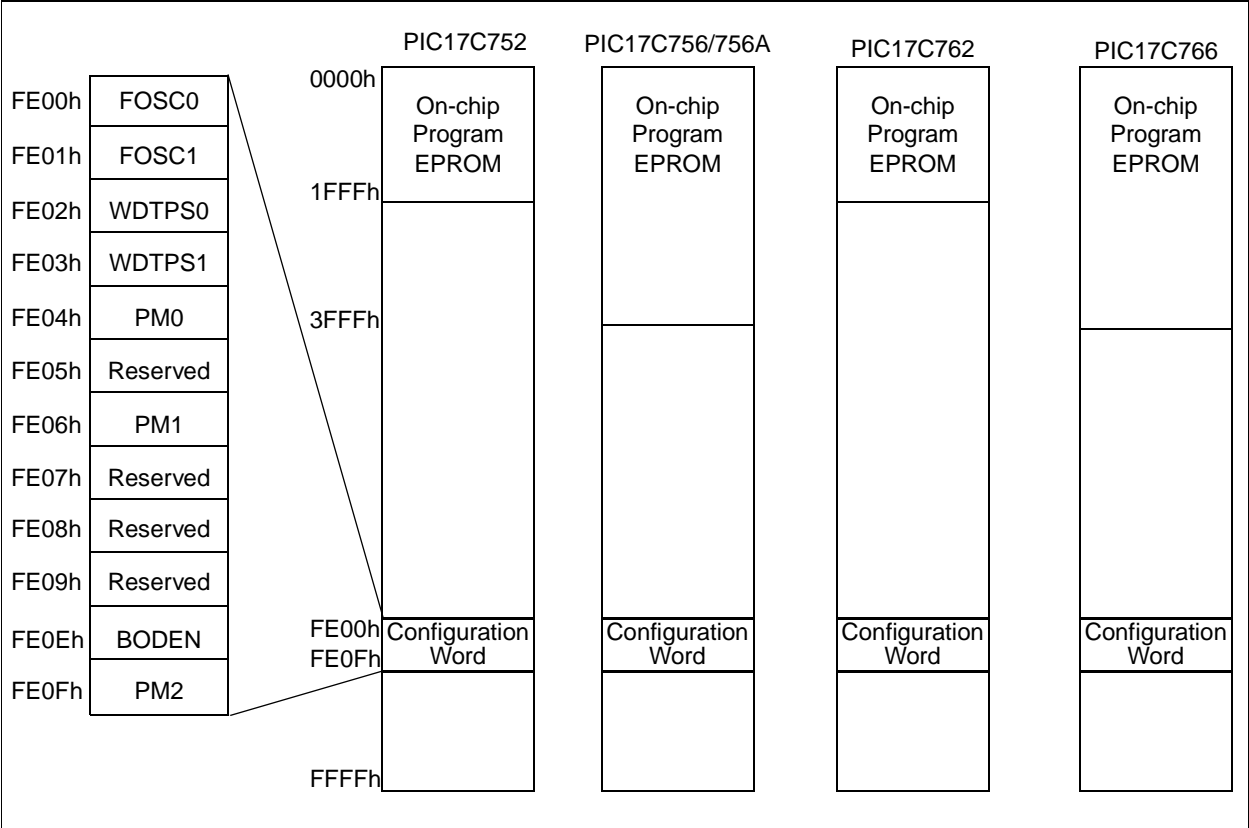 PIC17C752
PIC17C756/756A
PIC17C762
PIC17C766
FE00h FOSC0
FE01h FOSC1
FE02h WDTPS0
FE03h WDTPS1
FE04h PM0
FE05h Reserved
FE06h PM1
FE07h Reserved
FE08h Reserved
FE09h Reserved
FE0Eh BODEN
FE0Fh PM2
0000h
1FFFh
3FFFh
FE00h
FE0Fh
FFFFh
On-chip
Program
EPROM
Configuration
Word
On-chip
Program
EPROM
Configuration
Word
On-chip
Program
EPROM
Configuration
Word
On-chip
Program
EPROM
Configuration
Word